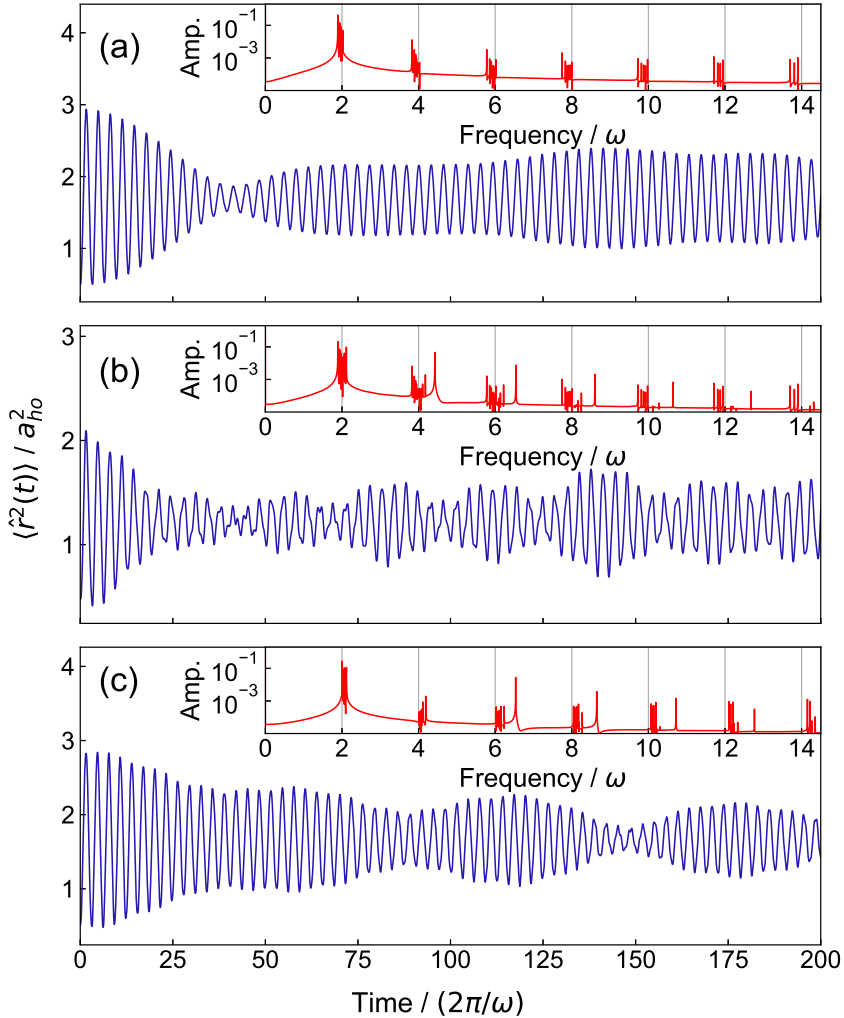 (a)
Amp.
10⁻¹
10⁻³
0 2 4 6 8 10 12 14
Frequency / ω
4
3
2
1
(b)
Amp.
10⁻¹
10⁻³
0 2 4 6 8 10 12 14
Frequency / ω
3
2
1
⟨r̂²(t)⟩ / a²ₕₒ
(c)
Amp.
10⁻¹
10⁻³
0 2 4 6 8 10 12 14
Frequency / ω
4
3
2
1
0 25 50 75 100 125 150 175 200
Time / (2π/ω)